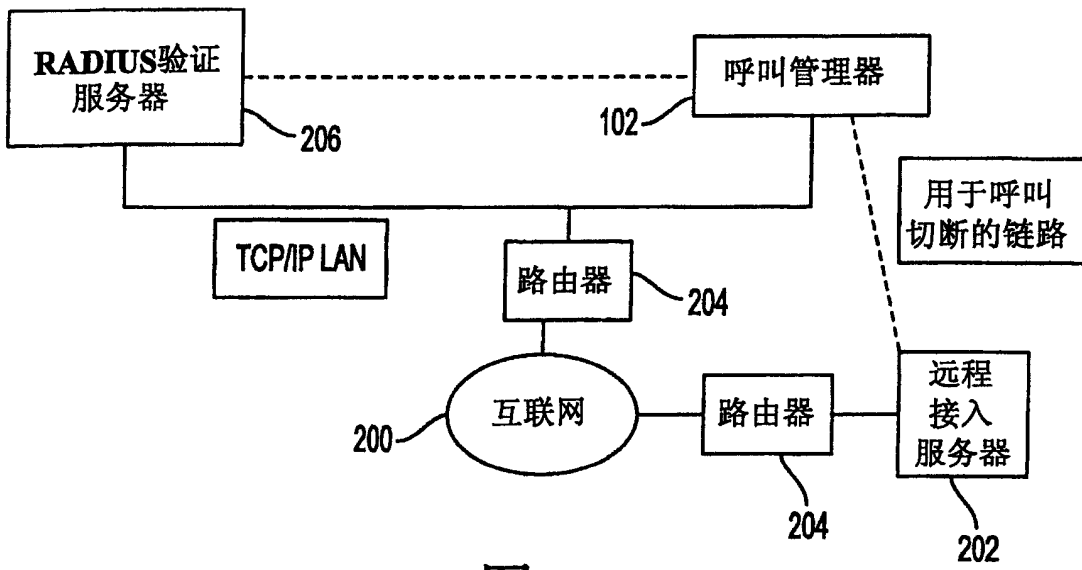 RADIUS验证
服务器
206
呼叫管理器
102
用于呼叫
切断的链路
TCP/IP LAN
路由器
204
互联网
200
路由器
204
远程
接入
服务器
202